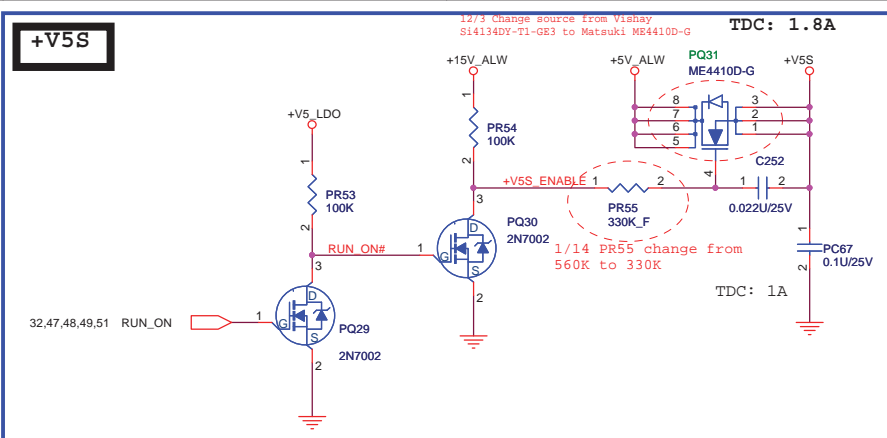 12/3 Change source from Vishay
Si4134DY-T1-GE3 to Matsuki ME4410D-G
TDC: 1.8A
+V5S
+15V_ALW
+5V_ALW
PQ31
ME4410D-G
+V5S
+V5_LDO
1
PR54
100K
2
8
7
6
5
3
2
1
4
C252
1
2
0.022U/25V
1
PR53
100K
2
+V5S_ENABLE
1
2
PR55
330K_F
3
D
G
S
1
PQ30
2N7002
2
RUN_ON#
1/14 PR55 change from
560K to 330K
1
PC67
0.1U/25V
2
TDC: 1A
3
D
G
S
32,47,48,49,51 RUN_ON
1
PQ29
2N7002
2